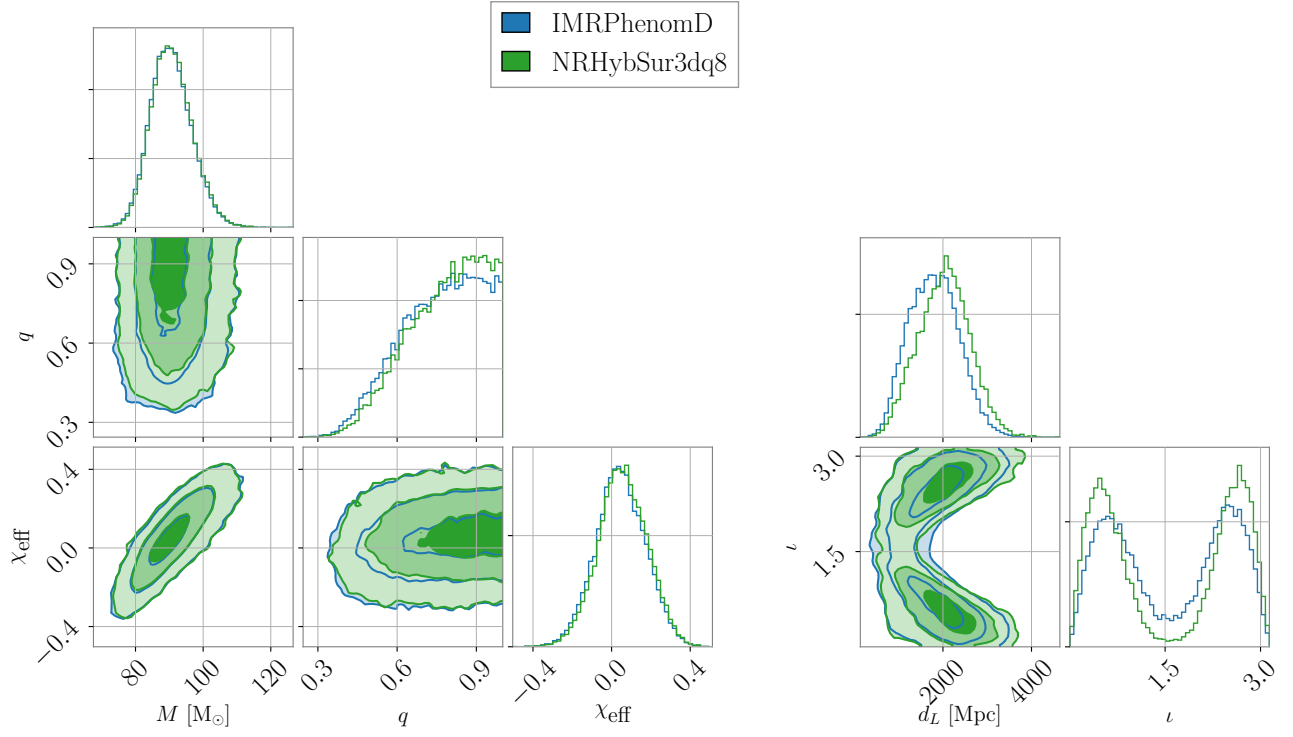 IMRPhenomD
NRHybSur3dq8
0.9
0.6
0.3
q
3.0
1.5
ι
0.4
0.0
−0.4
χeff
80
100
120
M [M⊙]
0.3
0.6
0.9
q
−0.4
0.0
0.4
χeff
2000
4000
dL [Mpc]
1.5
3.0
ι